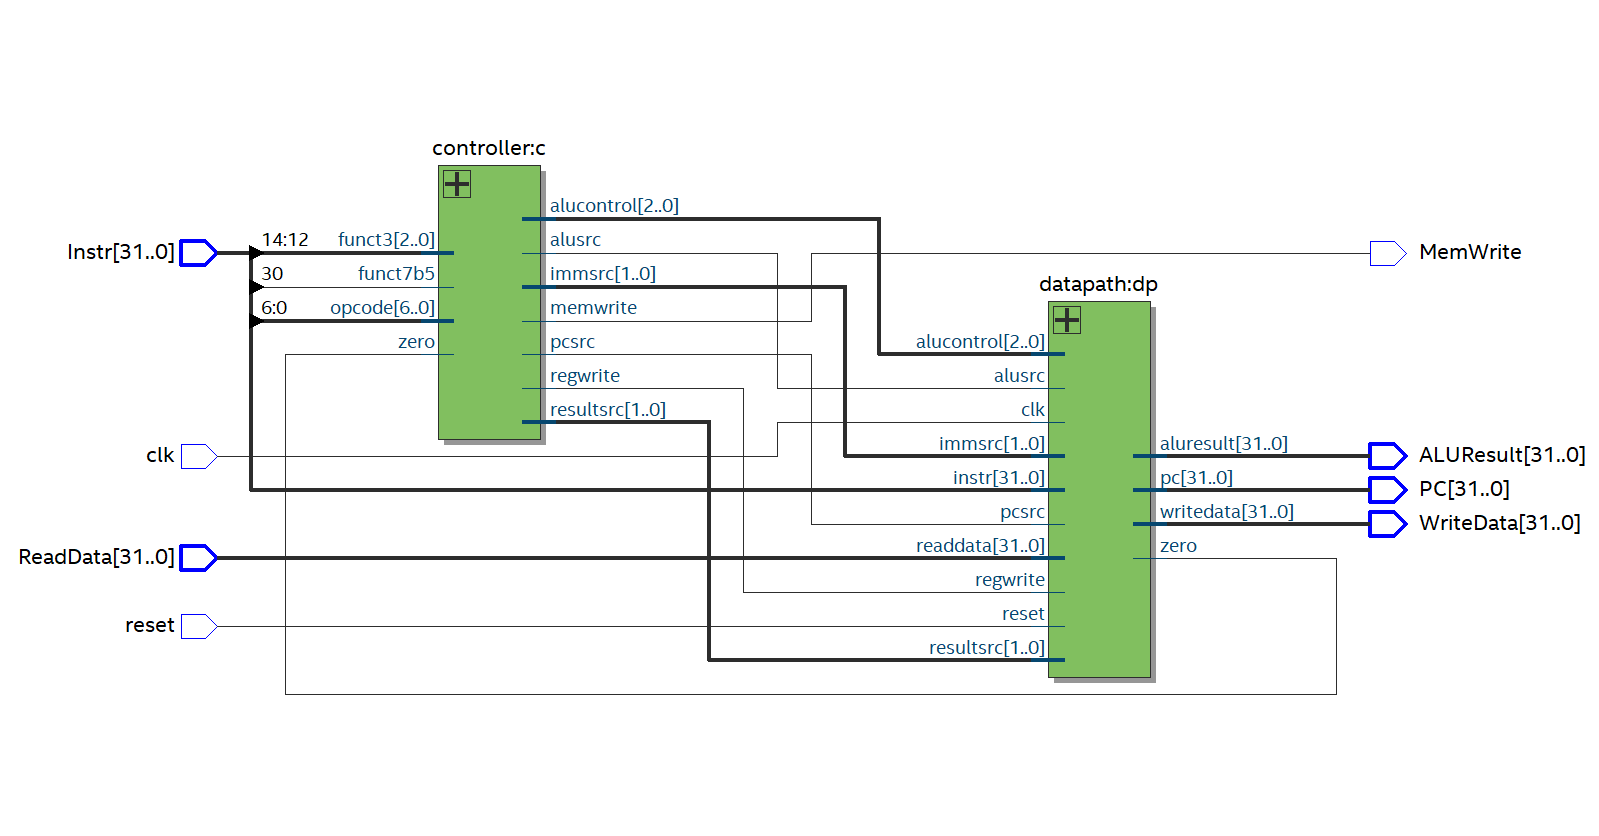 controller:c
alucontrol[2..0]
Instr[31..0]
14:12
funct3[2..0]
alusrc
MemWrite
30
funct7b5
immsrc[1..0]
datapath:dp
6:0
opcode[6..0]
memwrite
zero
pcsrc
alucontrol[2..0]
regwrite
alusrc
resultsrc[1..0]
clk
clk
immsrc[1..0]
aluresult[31..0]
ALUResult[31..0]
instr[31..0]
pc[31..0]
PC[31..0]
pcsrc
writedata[31..0]
WriteData[31..0]
ReadData[31..0]
readdata[31..0]
zero
regwrite
reset
reset
resultsrc[1..0]